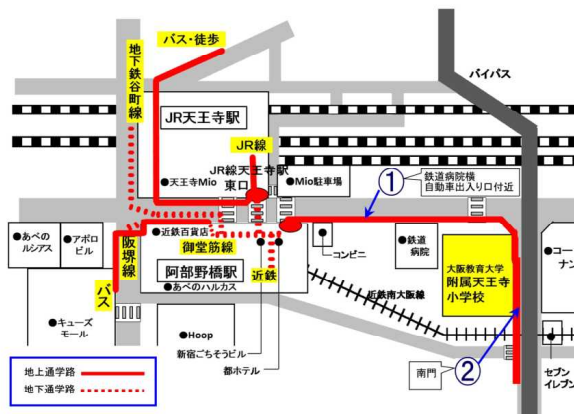 バス・徒歩
地下鉄谷町線
バイパス
JR天王寺駅
JR線
JR線天王寺駅
東口
●天王寺Mio
●Mio駐車場
①
鉄道病院横
自動車出入り口付近
●あべの
ルシアス
●アポロ
ビル
阪堺線
●近鉄百貨店
御堂筋線
阿部野橋駅
●あべのハルカス
近鉄
コンビニ
●鉄道
病院
大阪教育大学
附属天王寺
小学校
●コー
ナン
バス
近鉄南大阪線
●キューズ
モール
●Hoop
新宿ごちそうビル
都ホテル
南門
②
セブン
イレブン
地上通学路
地下通学路